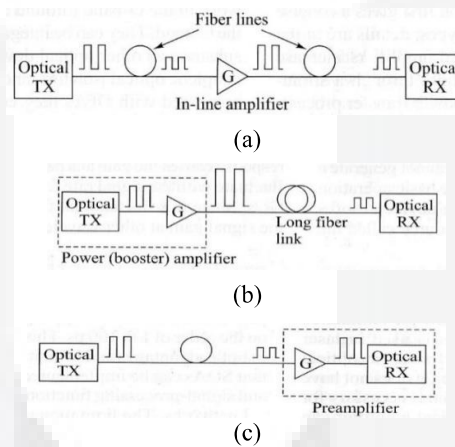 Fiber lines
Optical TX
G
Optical RX
In-line amplifier
(a)
Optical TX
G
Long fiber link
Optical RX
Power (booster) amplifier
(b)
Optical TX
G
Optical RX
Preamplifier
(c)